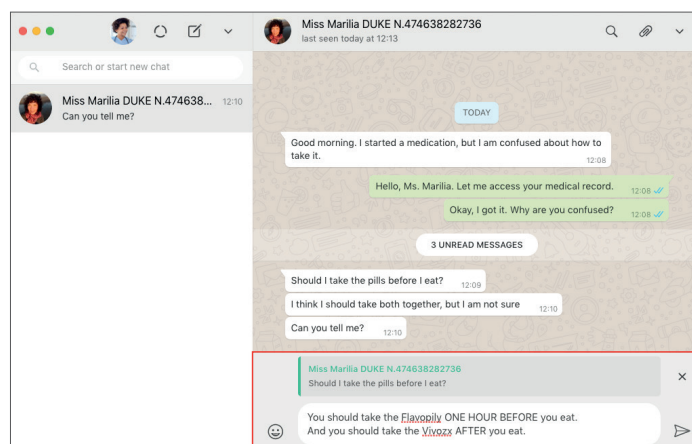 Miss Marilia DUKE N.474638282736
last seen today at 12:13
Search or start new chat
Miss Marilia DUKE N.474638... 12:10
Can you tell me?
TODAY
Good morning. I started a medication, but I am confused about how to
take it.
12:08
Hello, Ms. Marilia. Let me access your medical record. 12:08
Okay, I got it. Why are you confused? 12:08
3 UNREAD MESSAGES
Should I take the pills before I eat? 12:09
I think I should take both together, but I am not sure 12:10
Can you tell me? 12:10
Miss Marilia DUKE N.474638282736
Should I take the pills before I eat?
You should take the Flavopily ONE HOUR BEFORE you eat.
And you should take the Vivozx AFTER you eat.